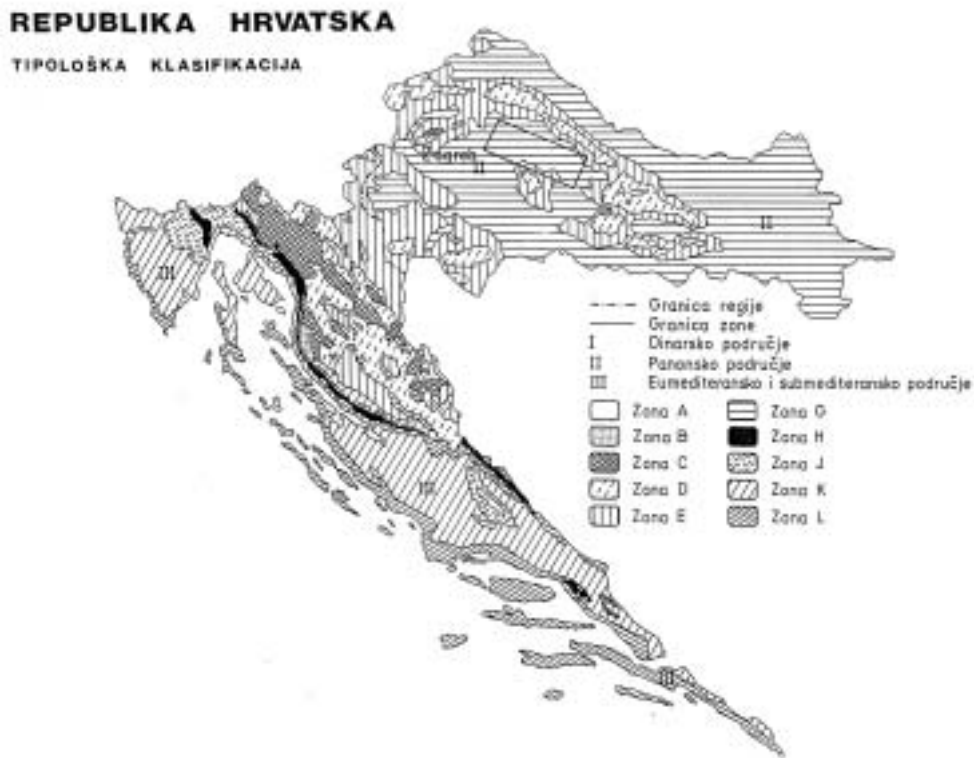 REPUBLIKA HRVATSKA
TIPOLOŠKA KLASIFIKACIJA
Zagreb
II
II
III
III
III
Granica regije
Granica zone
I Dinarsko područje
II Panonsko područje
III Eumediteransko i submediteransko područje
Zona A
Zona G
Zona B
Zona H
Zona C
Zona J
Zona D
Zona K
Zona E
Zona L